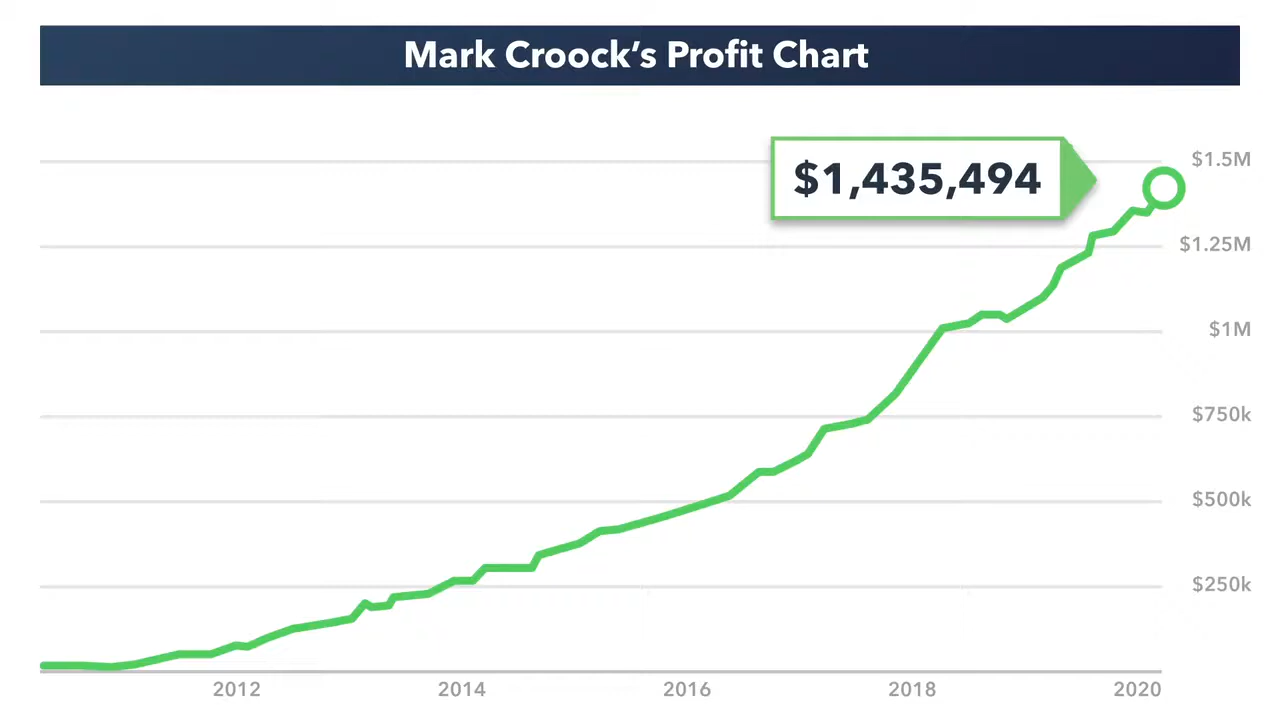 Mark Croock’s Profit Chart
$1,435,494
$1.5M
$1.25M
$1M
$750k
$500k
$250k
2012 2014 2016 2018 2020